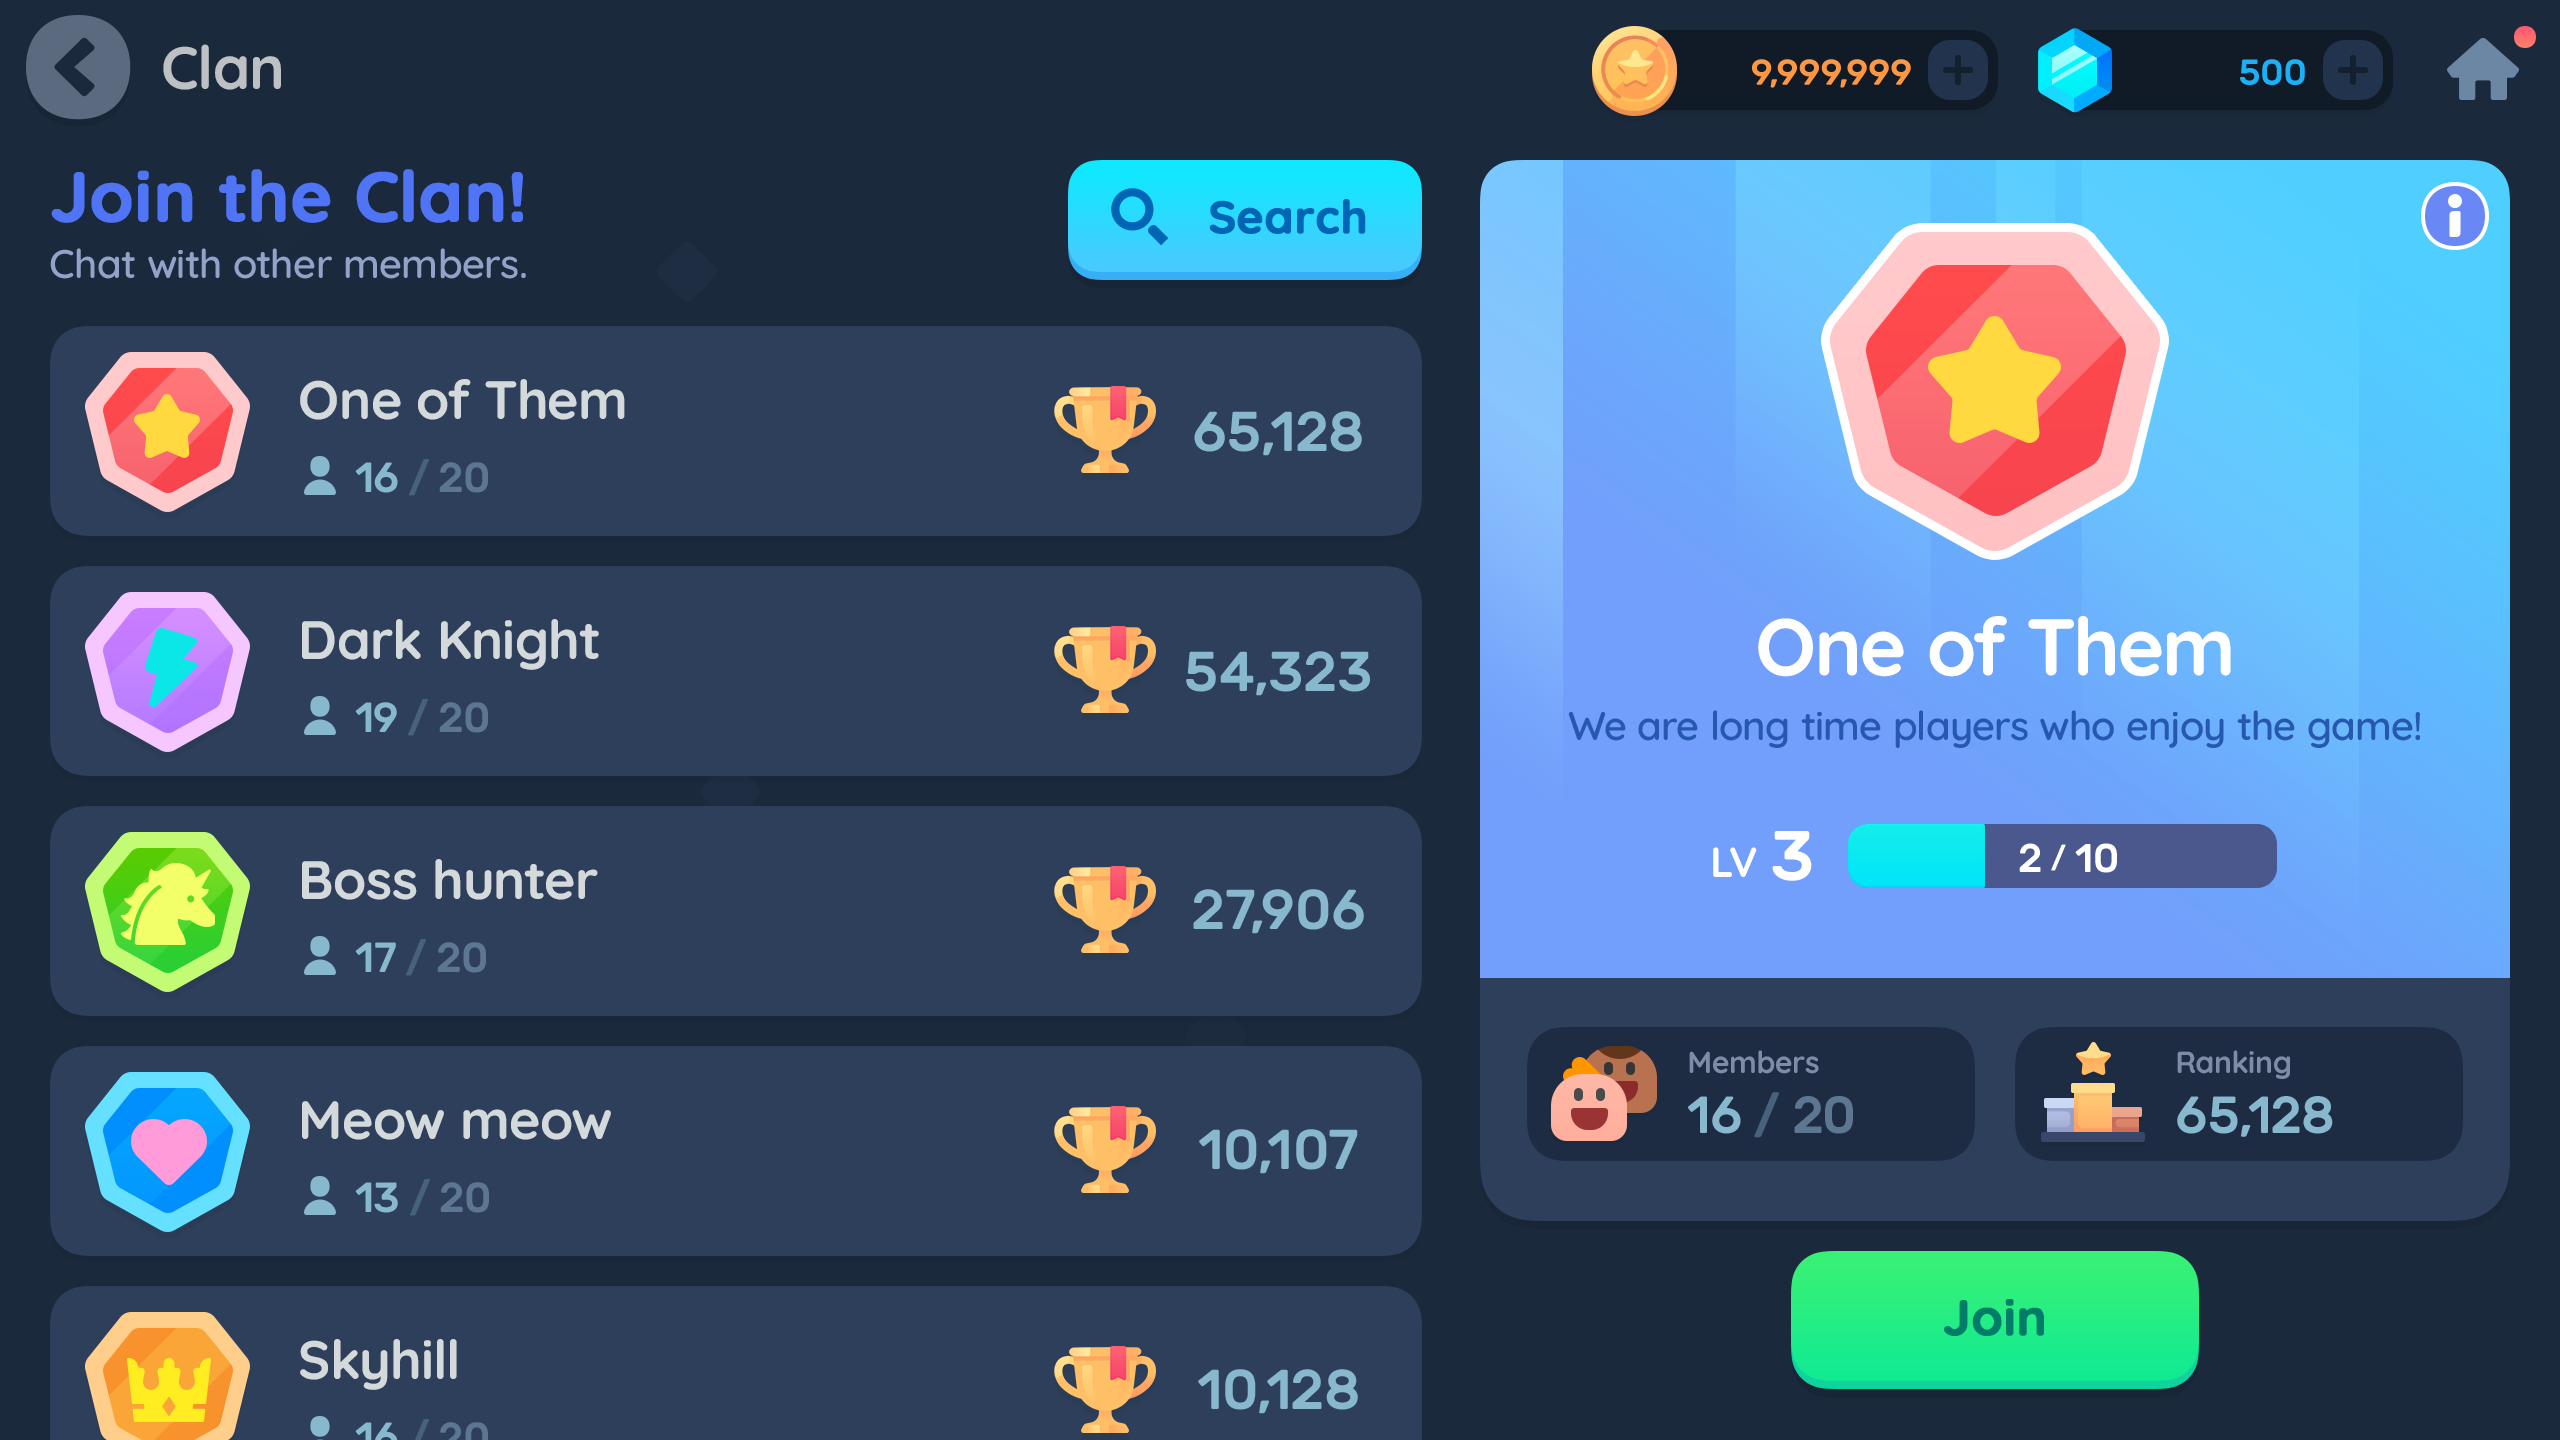 Clan
9,999,999
500
Join the Clan!
Chat with other members.
Search
One of Them
16 / 20
65,128
Dark Knight
19 / 20
54,323
Boss hunter
17 / 20
27,906
Meow meow
13 / 20
10,107
Skyhill
16 / 20
10,128
One of Them
We are long time players who enjoy the game!
LV 3
2 / 10
Members
16 / 20
Ranking
65,128
Join